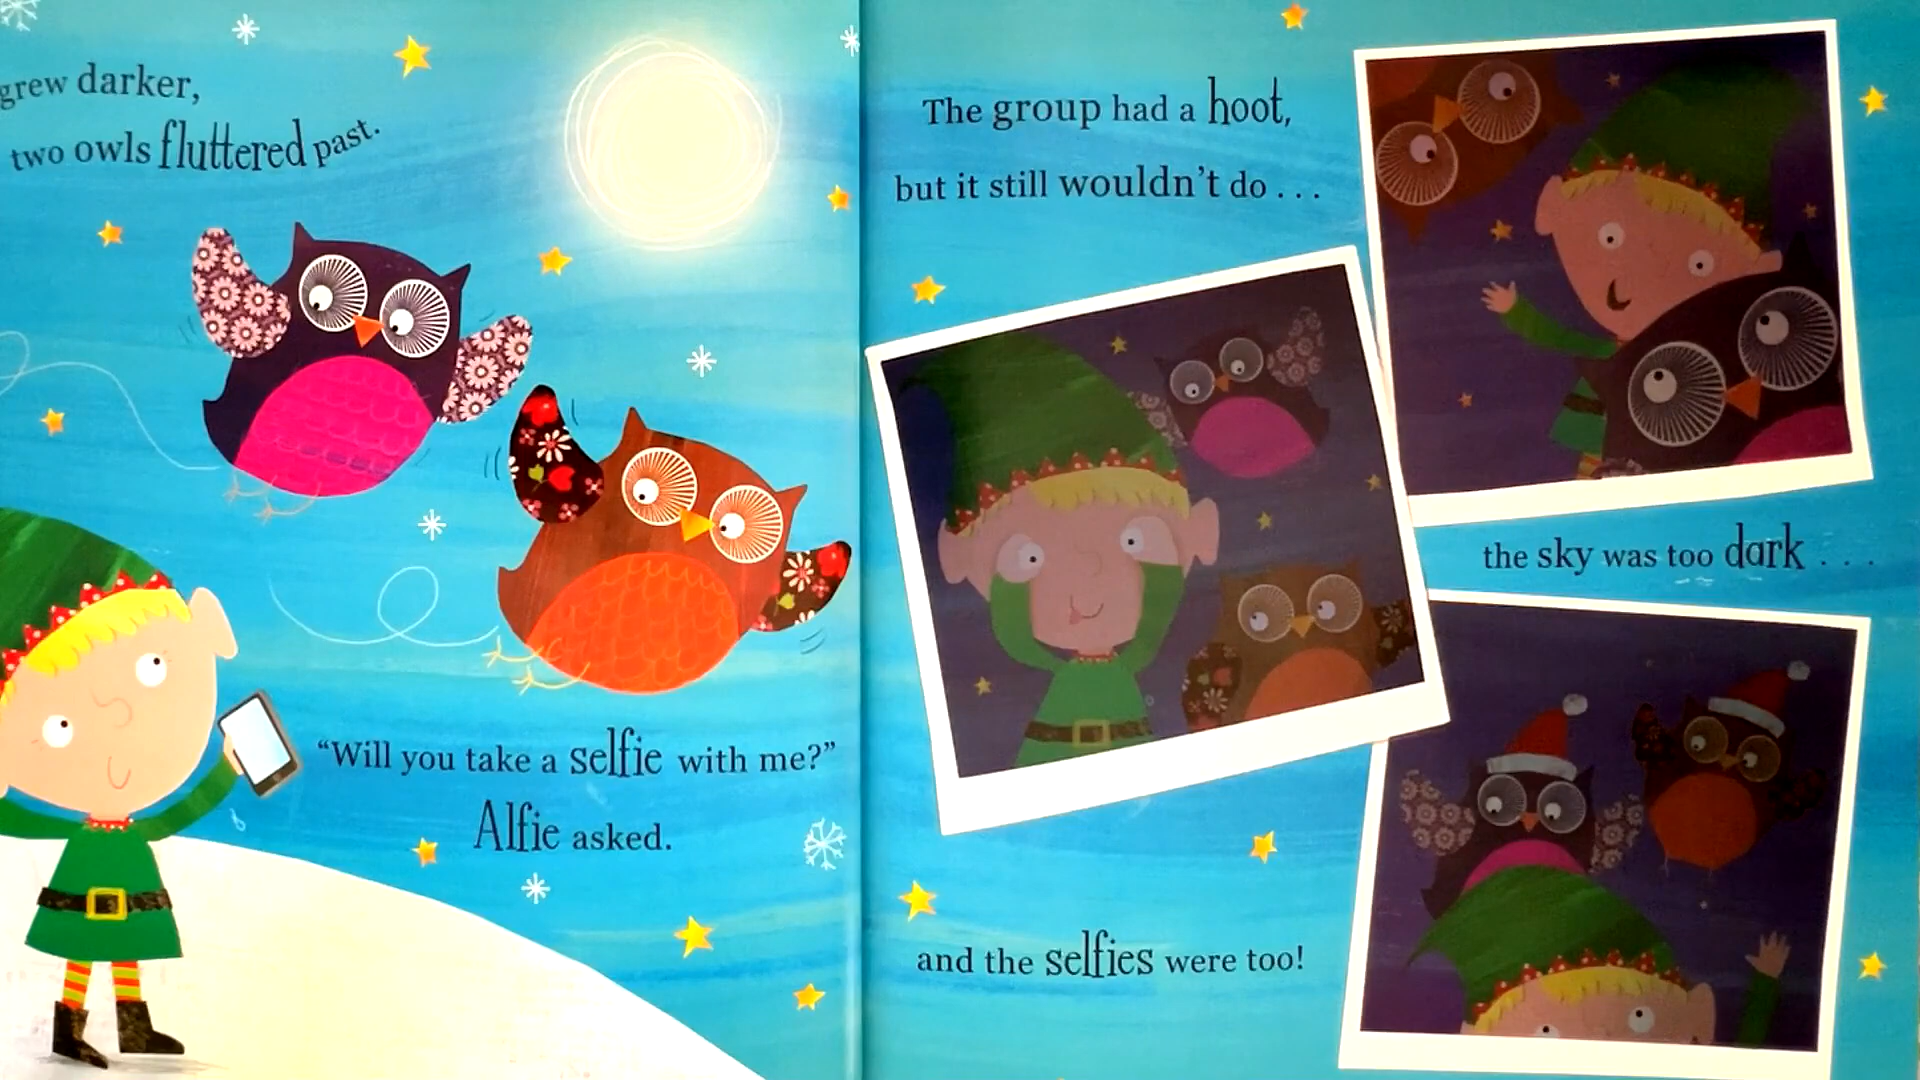 grew darker,
two owls fluttered past.
“Will you take a selfie with me?”
Alfie asked.
The group had a hoot,
but it still wouldn’t do . . .
the sky was too dark . . .
and the selfies were too!